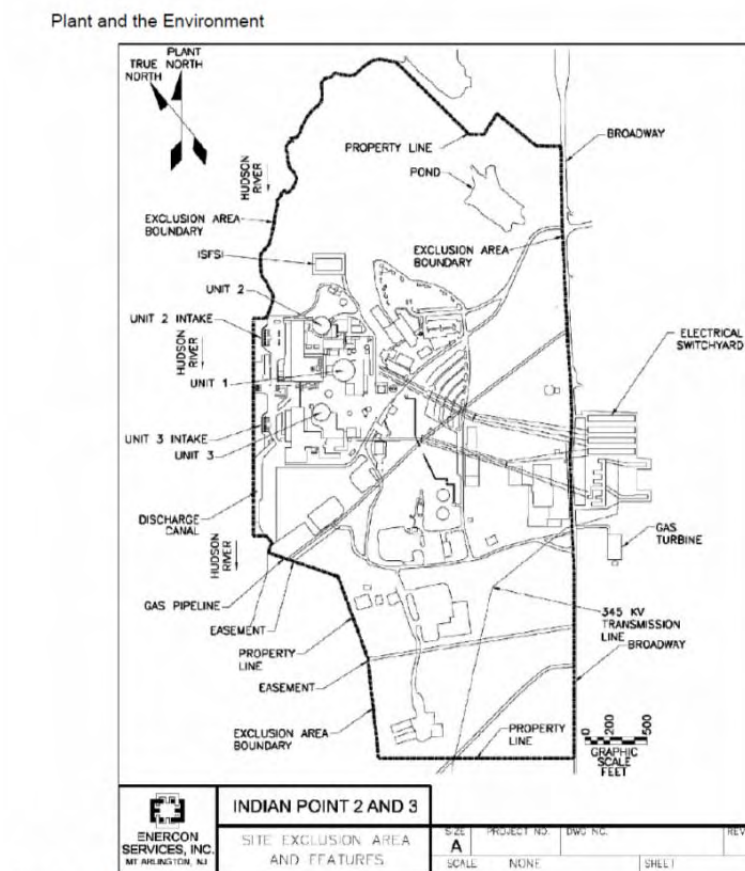 Plant and the Environment
PLANT
NORTH
TRUE
NORTH
BROADWAY
PROPERTY LINE
POND
HUDSON
RIVER
EXCLUSION AREA
BOUNDARY
EXCLUSION AREA
BOUNDARY
ISFSI
UNIT 2
UNIT 2 INTAKE
ELECTRICAL
SWITCHYARD
HUDSON
RIVER
UNIT 1
UNIT 3 INTAKE
UNIT 3
DISCHARGE
CANAL
GAS
TURBINE
HUDSON
RIVER
GAS PIPELINE
345 KV
TRANSMISSION
LINE
EASEMENT
BROADWAY
PROPERTY
LINE
EASEMENT
EXCLUSION AREA
BOUNDARY
PROPERTY
LINE
0 200 500
GRAPHIC
SCALE
FEET
ENERCON
SERVICES, INC.
MT ARLINGTON, NJ
INDIAN POINT 2 AND 3
SITE EXCLUSION AREA
AND FEATURES
SIZE
A
PROJECT NO.
DWG NC.
REV
SCALE NONE
SHEET